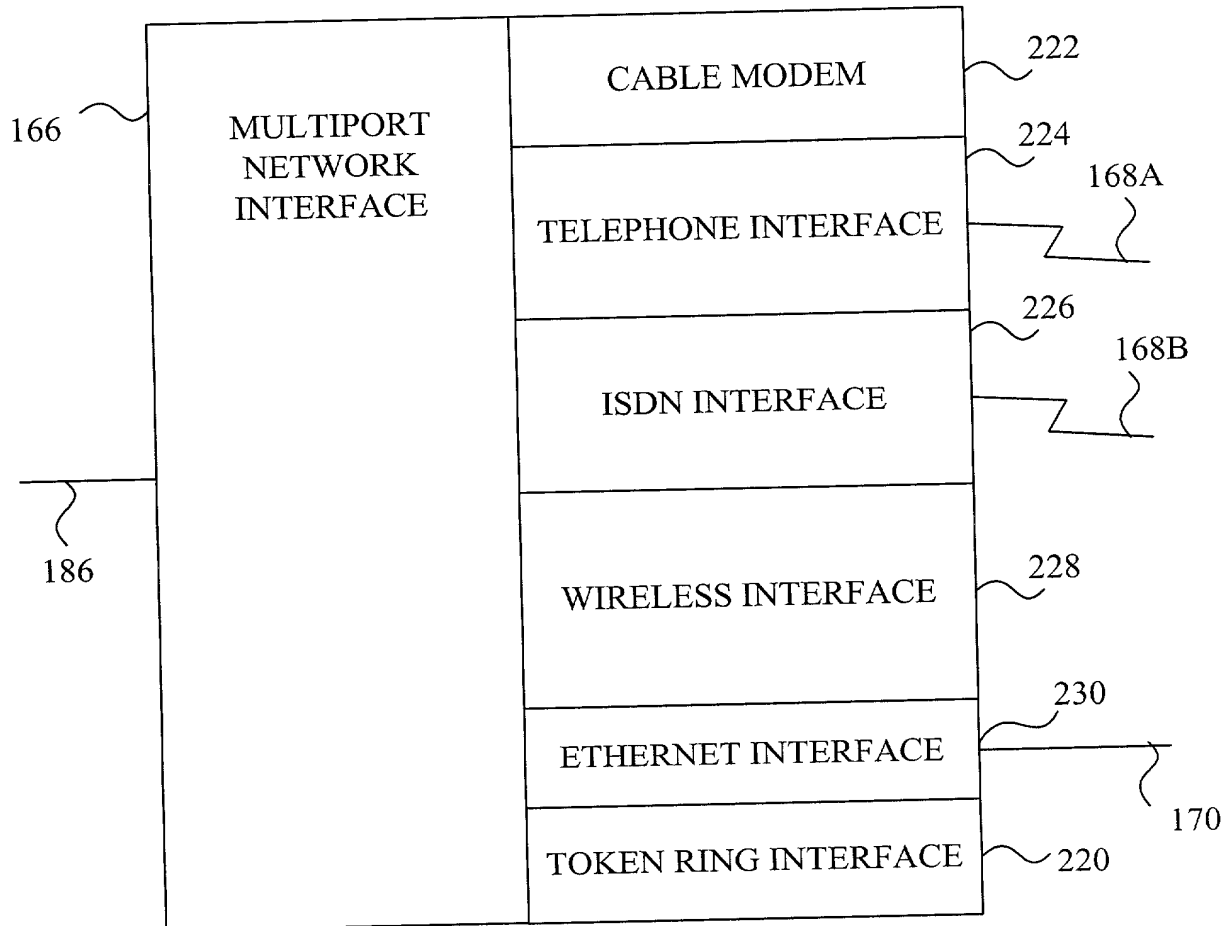 CABLE MODEM
222
166
MULTIPORT
NETWORK
INTERFACE
224
168A
TELEPHONE INTERFACE
226
168B
ISDN INTERFACE
186
WIRELESS INTERFACE
228
230
ETHERNET INTERFACE
170
TOKEN RING INTERFACE
220